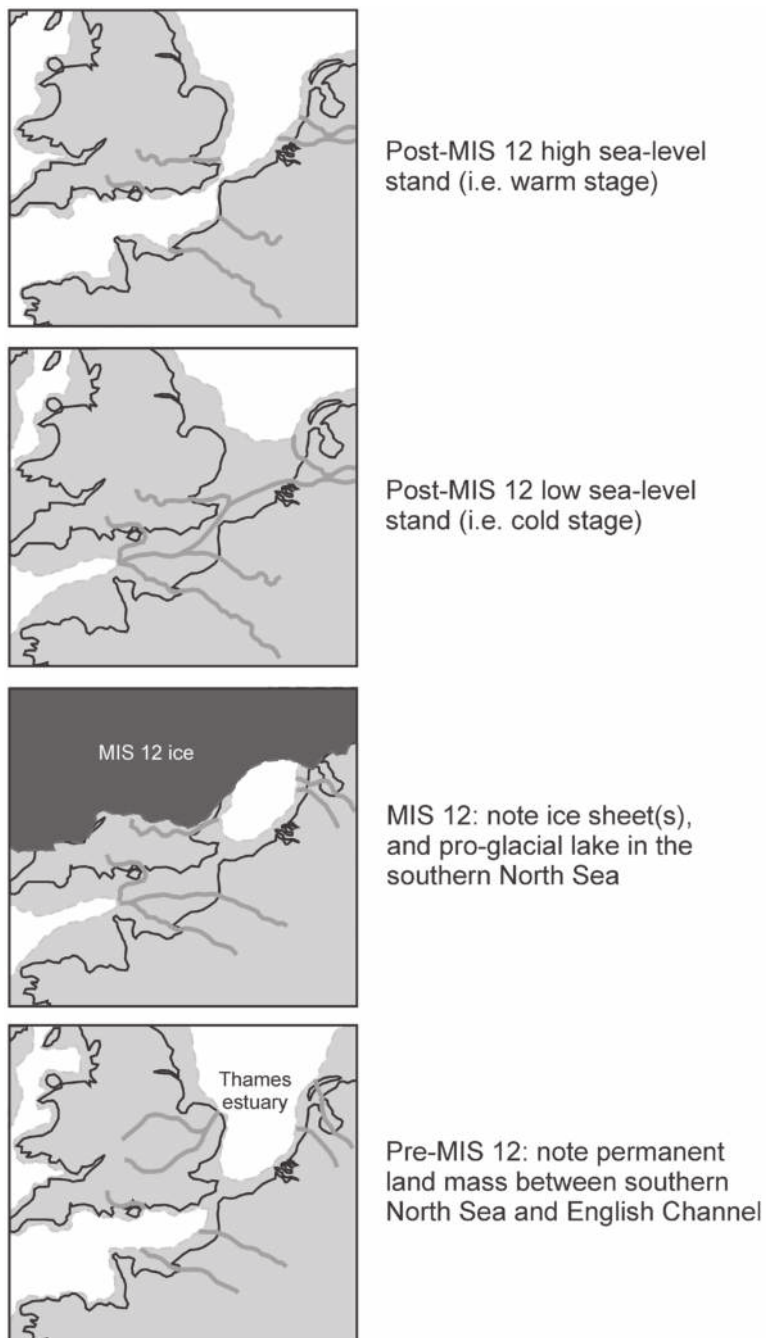 Post-MIS 12 high sea-level
stand (i.e. warm stage)
Post-MIS 12 low sea-level
stand (i.e. cold stage)
MIS 12 ice
MIS 12: note ice sheet(s),
and pro-glacial lake in the
southern North Sea
Thames
estuary
Pre-MIS 12: note permanent
land mass between southern
North Sea and English Channel